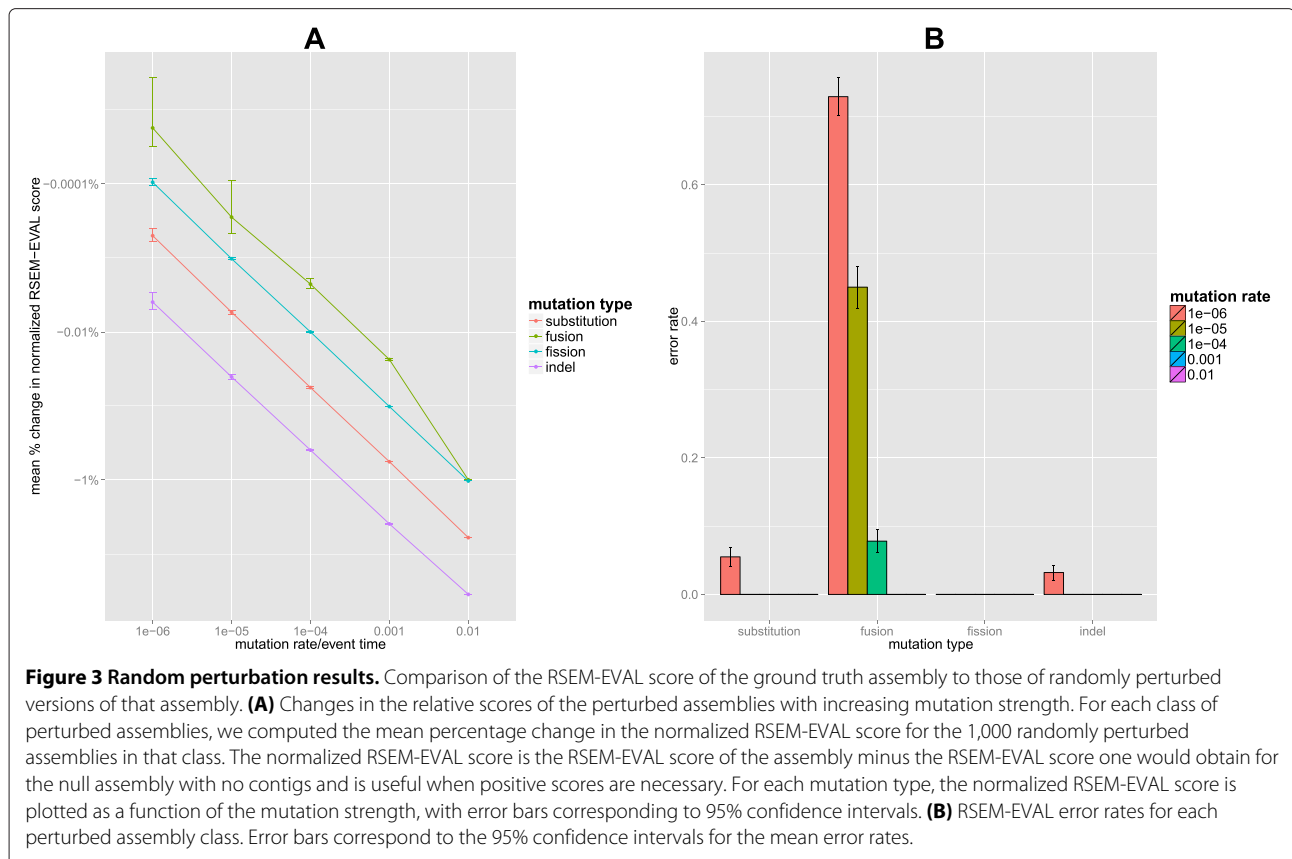 A
mean % change in normalized RSEM−EVAL score
−0.0001%
−0.01%
−1%
1e−06
1e−05
1e−04
0.001
0.01
mutation rate/event time
mutation type
substitution
fusion
fission
indel
B
error rate
0.6
0.4
0.2
0.0
substitution
fusion
fission
indel
mutation type
mutation rate
1e−06
1e−05
1e−04
0.001
0.01
Figure 3 Random perturbation results. Comparison of the RSEM-EVAL score of the ground truth assembly to those of randomly perturbed
versions of that assembly. (A) Changes in the relative scores of the perturbed assemblies with increasing mutation strength. For each class of
perturbed assemblies, we computed the mean percentage change in the normalized RSEM-EVAL score for the 1,000 randomly perturbed
assemblies in that class. The normalized RSEM-EVAL score is the RSEM-EVAL score of the assembly minus the RSEM-EVAL score one would obtain for
the null assembly with no contigs and is useful when positive scores are necessary. For each mutation type, the normalized RSEM-EVAL score is
plotted as a function of the mutation strength, with error bars corresponding to 95% confidence intervals. (B) RSEM-EVAL error rates for each
perturbed assembly class. Error bars correspond to the 95% confidence intervals for the mean error rates.